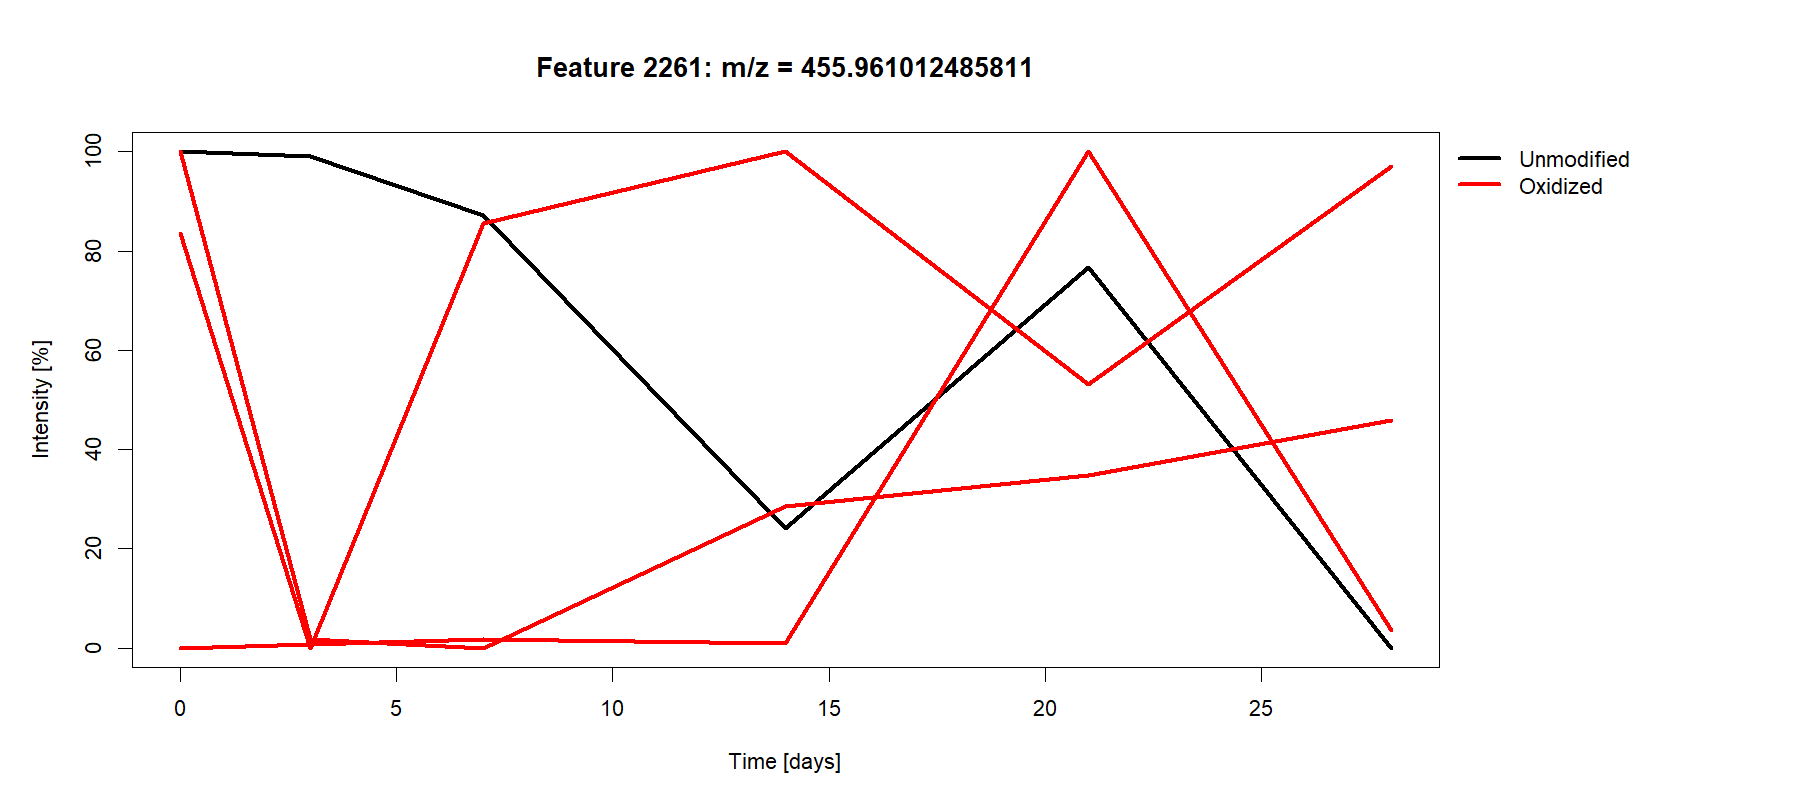 Feature 2261: m/z = 455.961012485811
Unmodified
Oxidized
Intensity [%]
100
80
60
40
20
0
0 5 10 15 20 25
Time [days]